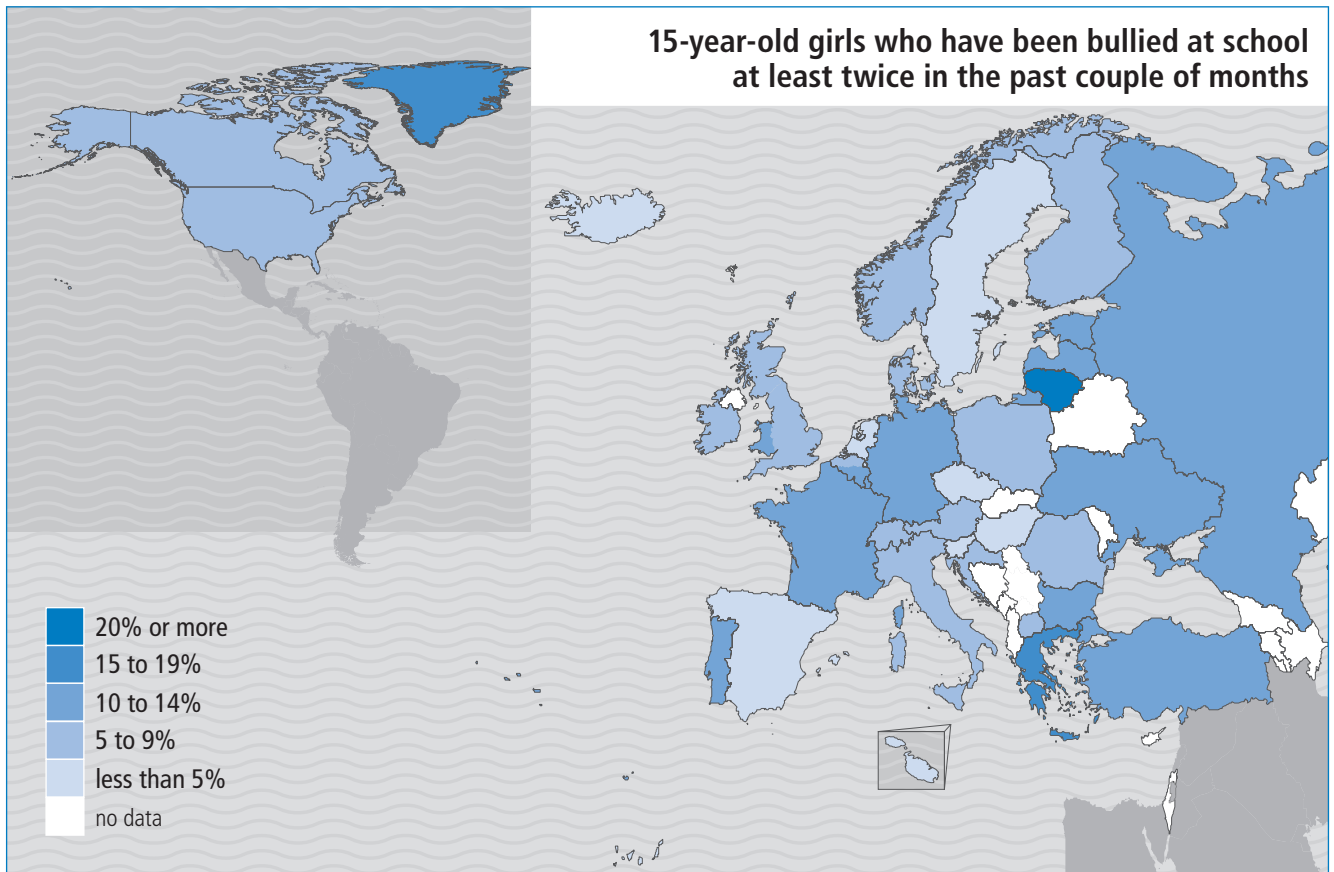 15-year-old girls who have been bullied at school
at least twice in the past couple of months
20% or more
15 to 19%
10 to 14%
5 to 9%
less than 5%
no data